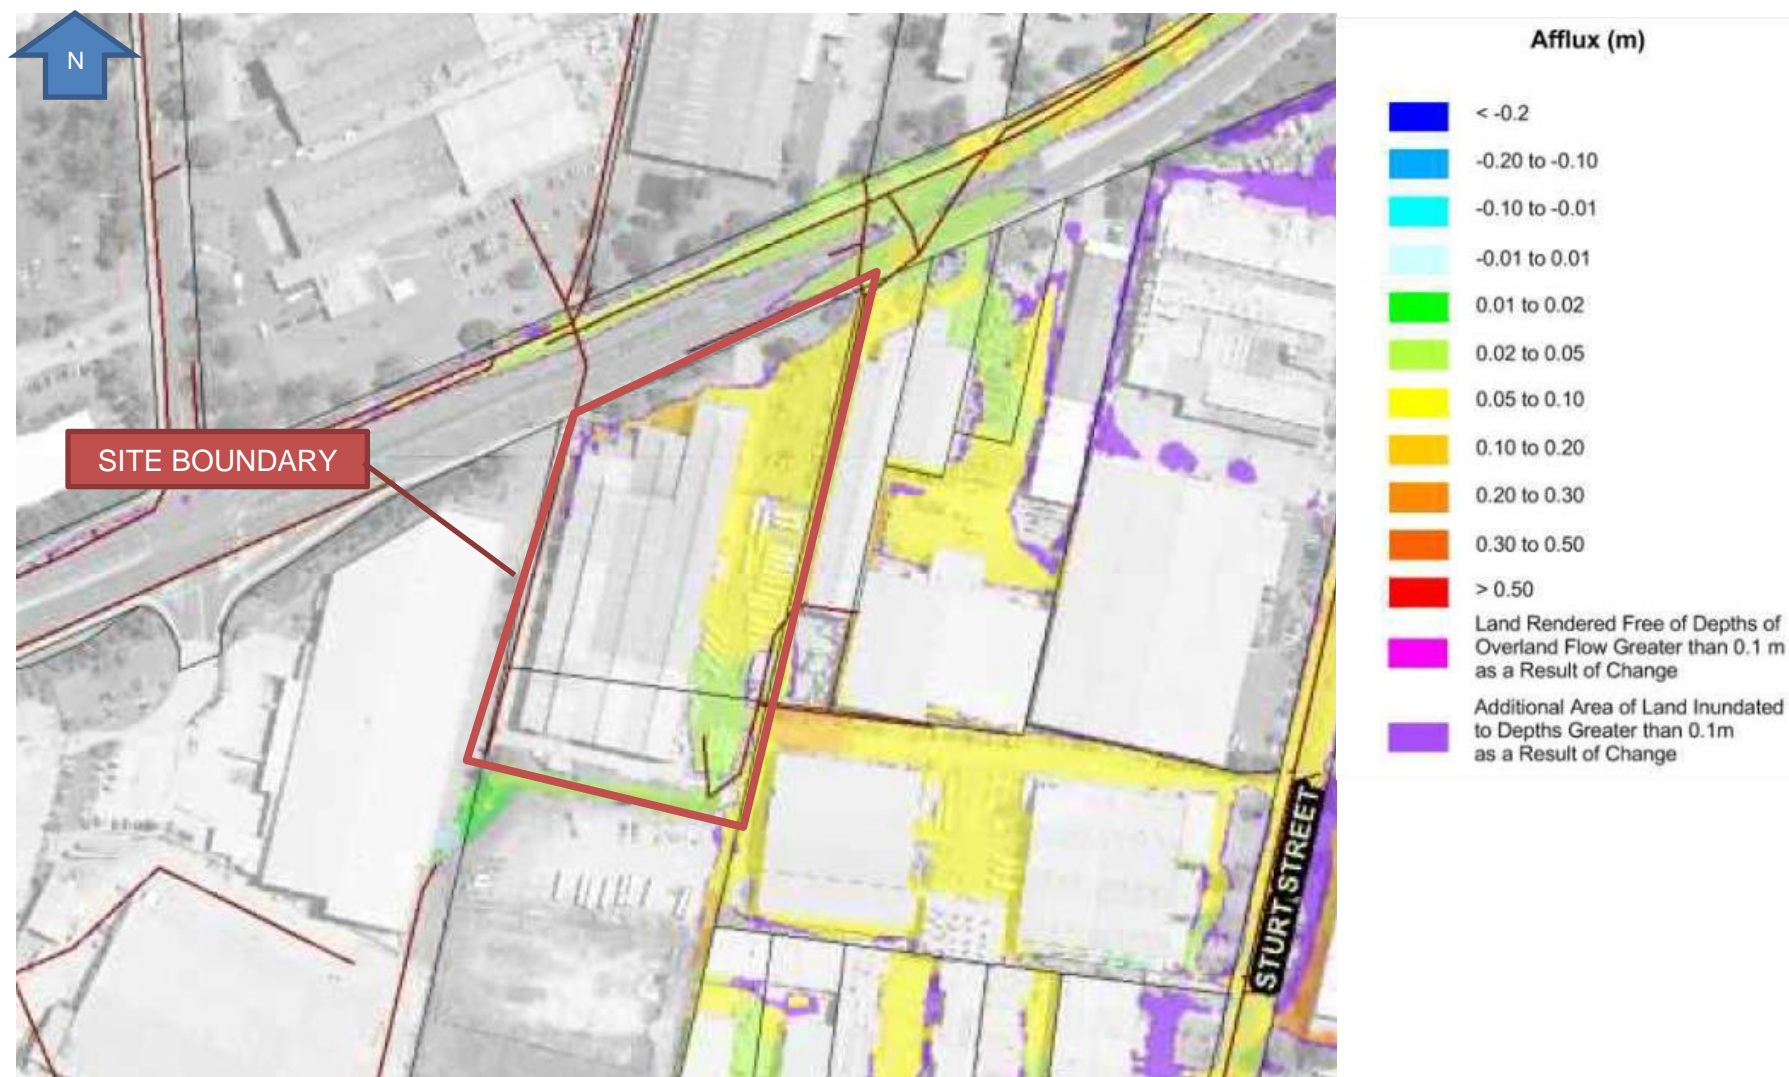 N
SITE BOUNDARY
STURT STREET
Afflux (m)
< -0.2
-0.20 to -0.10
-0.10 to -0.01
-0.01 to 0.01
0.01 to 0.02
0.02 to 0.05
0.05 to 0.10
0.10 to 0.20
0.20 to 0.30
0.30 to 0.50
> 0.50
Land Rendered Free of Depths of
Overland Flow Greater than 0.1 m
as a Result of Change
Additional Area of Land Inundated
to Depths Greater than 0.1m
as a Result of Change